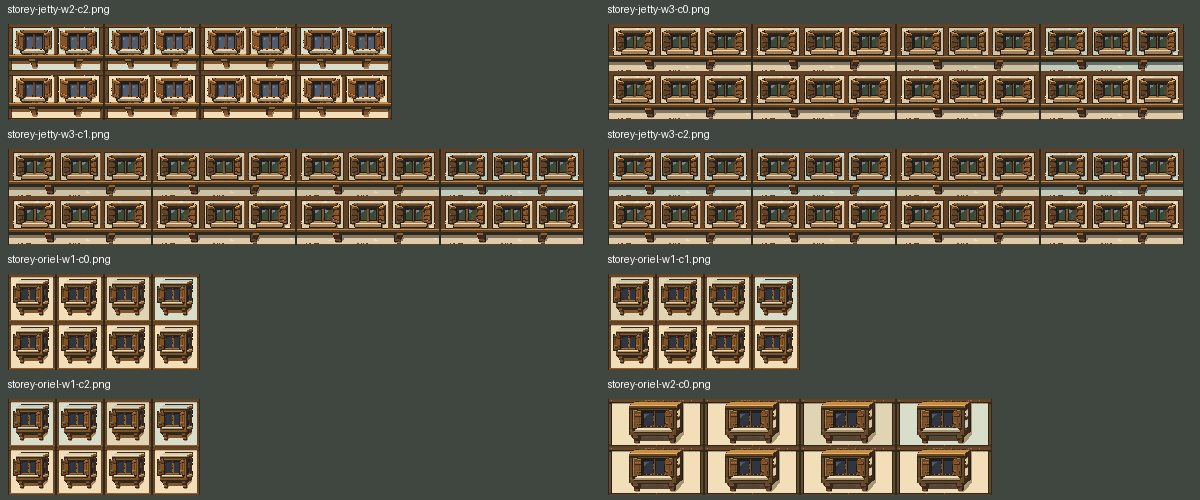 storey-jetty-w2-c2.png
storey-jetty-w3-c0.png
storey-jetty-w3-c1.png
storey-jetty-w3-c2.png
storey-oriel-w1-c0.png
storey-oriel-w1-c1.png
storey-oriel-w1-c2.png
storey-oriel-w2-c0.png